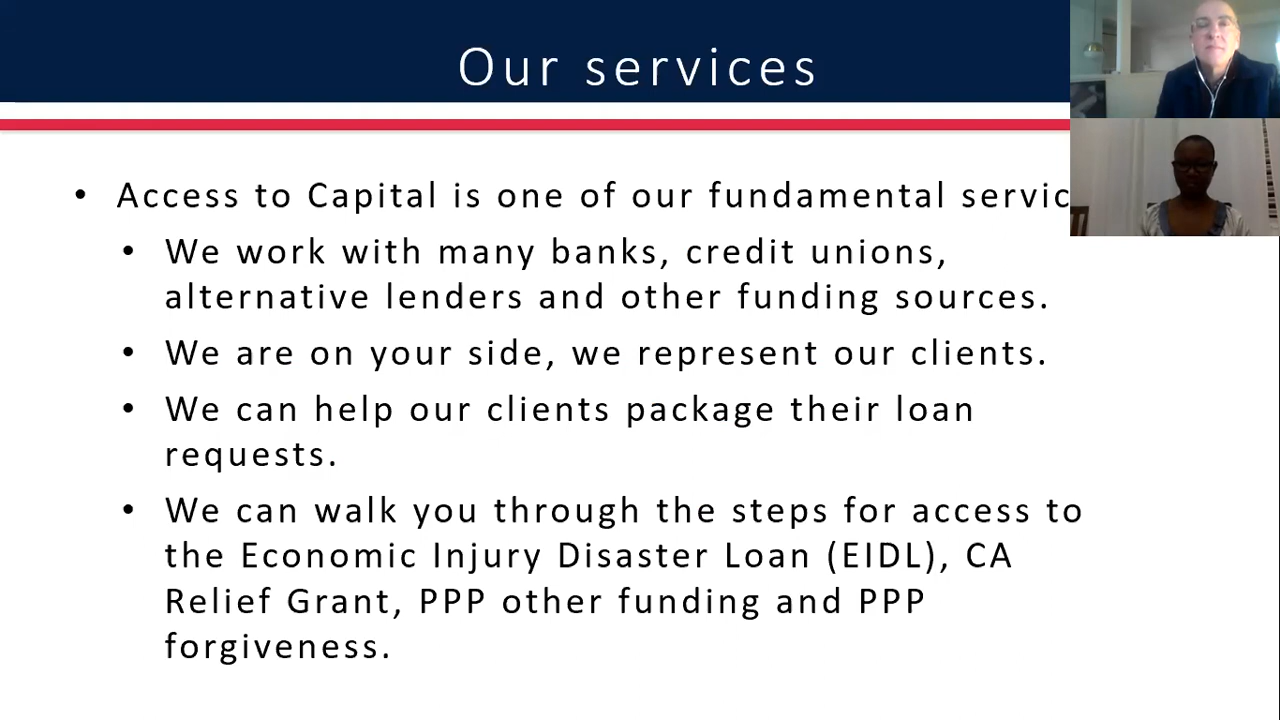 Our services
• Access to Capital is one of our fundamental
• We work with many banks, credit unions,
alternative lenders and other funding sources.
• We are on your side, we represent our clients.
• We can help our clients package their loan
requests.
• We can walk you through the steps for access to
the Economic Injury Disaster Loan (EIDL), CA
Relief Grant, PPP other funding and PPP
forgiveness.